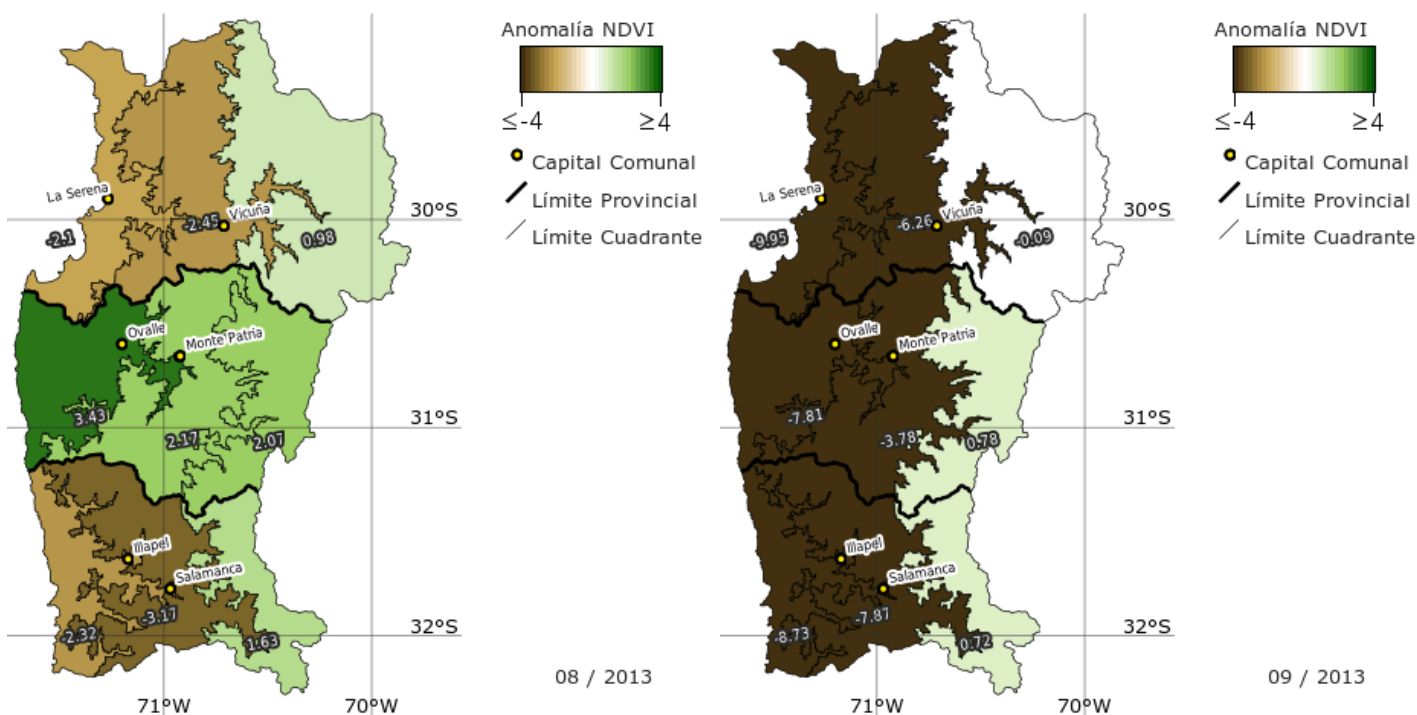 Anomalía NDVI
≤-4
≥4
Capital Comunal
Límite Provincial
Límite Cuadrante
La Serena
Vicuña
-2.1
-2.45
0.98
30°S
Ovalle
Monte Patria
3.43
2.17
2.07
31°S
Illapel
Salamanca
-2.32
-3.17
1.63
32°S
08 / 2013
71°W
70°W
Anomalía NDVI
≤-4
≥4
Capital Comunal
Límite Provincial
Límite Cuadrante
La Serena
Vicuña
-9.95
-6.26
-0.09
30°S
Ovalle
Monte Patria
-7.81
-3.78
0.78
31°S
Illapel
Salamanca
-8.73
-7.87
0.72
32°S
09 / 2013
71°W
70°W